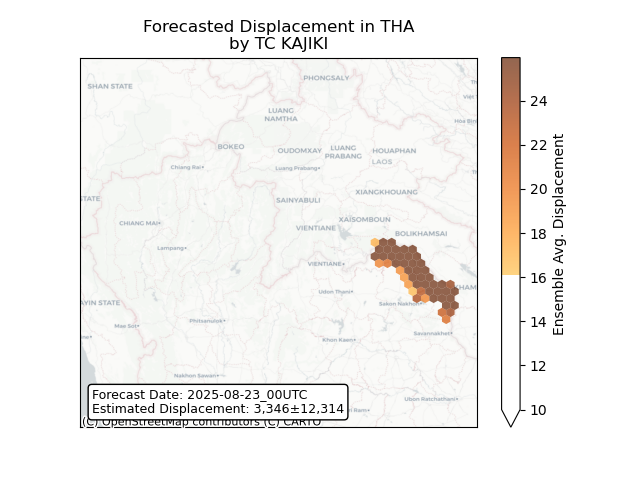 Forecasted Displacement in THA
by TC KAJIKI
PHONGSALY
SHAN STATE
LUANG
NAMTHA
BOKEO
OUDOMXAY
LUANG
PRABANG
HOUAPHAN
LAOS
Chiang Rai
Luang Prabang
XIANGKHOUANG
STATE
SAINYABULI
CHIANG MAI
XAISOMBOUN
VIENTIANE
BOLIKHAMSAI
Lampang
VIENTIANE
Udon Thani
KHAM
AYIN STATE
Sakon Nakhon
Mae Sot
Phitsanulok
Khon Kaen
Savannakhet
Nakhon Sawan
Ubon Ratchathani
Forecast Date: 2025-08-23_00UTC
Estimated Displacement: 3,346±12,314
(C) OpenStreetMap contributors (C) CARTO
24
22
20
18
16
14
12
10
Ensemble Avg. Displacement